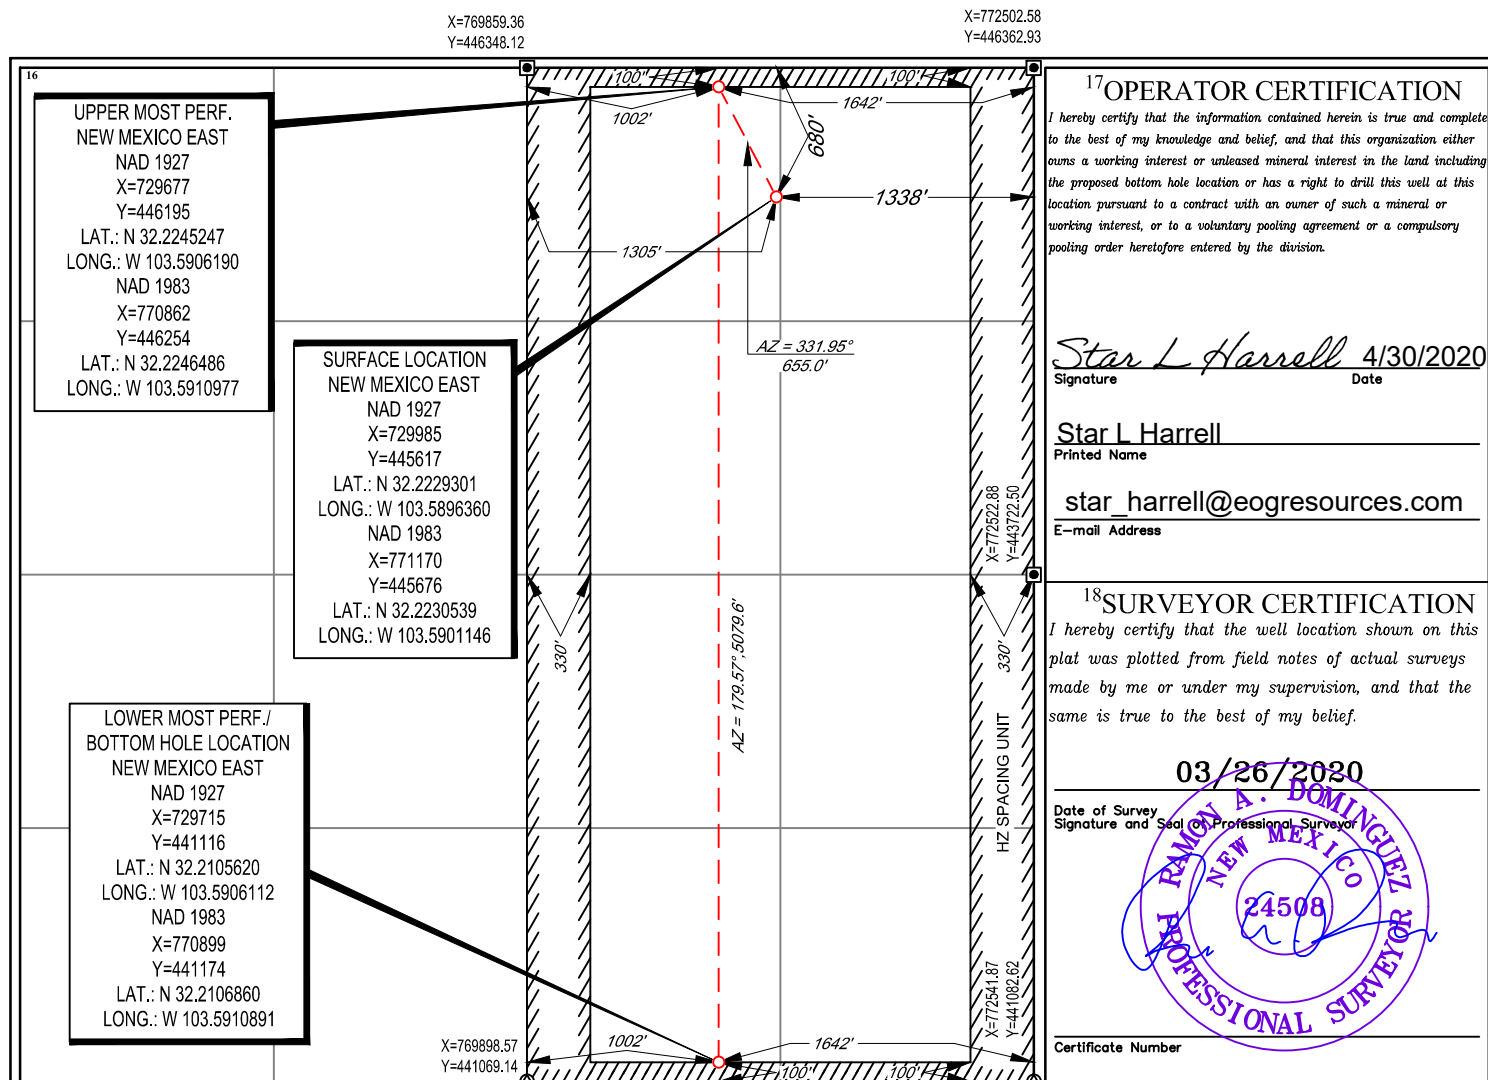 X=769859.36
Y=446348.12
X=772502.58
Y=446362.93
16
100'
100'
1002'
1642'
680'
1338'
1305'
AZ = 331.95°
655.0'
UPPER MOST PERF.
NEW MEXICO EAST
NAD 1927
X=729677
Y=446195
LAT.: N 32.2245247
LONG.: W 103.5906190
NAD 1983
X=770862
Y=446254
LAT.: N 32.2246486
LONG.: W 103.5910977
SURFACE LOCATION
NEW MEXICO EAST
NAD 1927
X=729985
Y=445617
LAT.: N 32.2229301
LONG.: W 103.5896360
NAD 1983
X=771170
Y=445676
LAT.: N 32.2230539
LONG.: W 103.5901146
X=772522.88
Y=443722.50
330'
330'
AZ = 179.57°,5079.6'
HZ SPACING UNIT
LOWER MOST PERF./
BOTTOM HOLE LOCATION
NEW MEXICO EAST
NAD 1927
X=729715
Y=441116
LAT.: N 32.2105620
LONG.: W 103.5906112
NAD 1983
X=770899
Y=441174
LAT.: N 32.2106860
LONG.: W 103.5910891
X=772541.87
Y=441082.62
X=769898.57
Y=441069.14
1002'
1642'
100'
100'
17OPERATOR CERTIFICATION
I hereby certify that the information contained herein is true and complete
to the best of my knowledge and belief, and that this organization either
owns a working interest or unleased mineral interest in the land including
the proposed bottom hole location or has a right to drill this well at this
location pursuant to a contract with an owner of such a mineral or
working interest, or to a voluntary pooling agreement or a compulsory
pooling order heretofore entered by the division.
Star L Harrell 4/30/2020
Signature Date
Star L Harrell
Printed Name
star_harrell@eogresources.com
E-mail Address
18SURVEYOR CERTIFICATION
I hereby certify that the well location shown on this
plat was plotted from field notes of actual surveys
made by me or under my supervision, and that the
same is true to the best of my belief.
03/26/2020
Date of Survey
Signature and Seal of Professional Surveyor
RAMON A. DOMINGUEZ
NEW MEXICO
24508
PROFESSIONAL SURVEYOR
Certificate Number